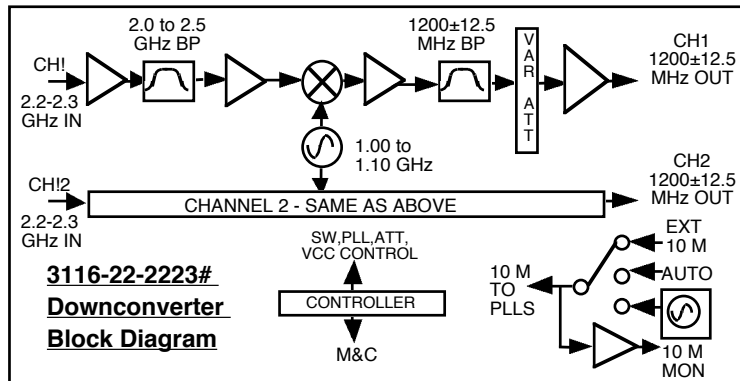 2.0 to 2.5
GHz BP
1200±12.5
MHz BP
VAR ATT
CH1
1200±12.5
MHz OUT
CH!
2.2-2.3
GHz IN
1.00 to
1.10 GHz
CH!2
2.2-2.3
GHz IN
CHANNEL 2 - SAME AS ABOVE
CH2
1200±12.5
MHz OUT
SW,PLL,ATT,
VCC CONTROL
CONTROLLER
M&C
3116-22-2223#
Downconverter
Block Diagram
10 M
TO
PLLS
EXT
10 M
AUTO
10 M
MON